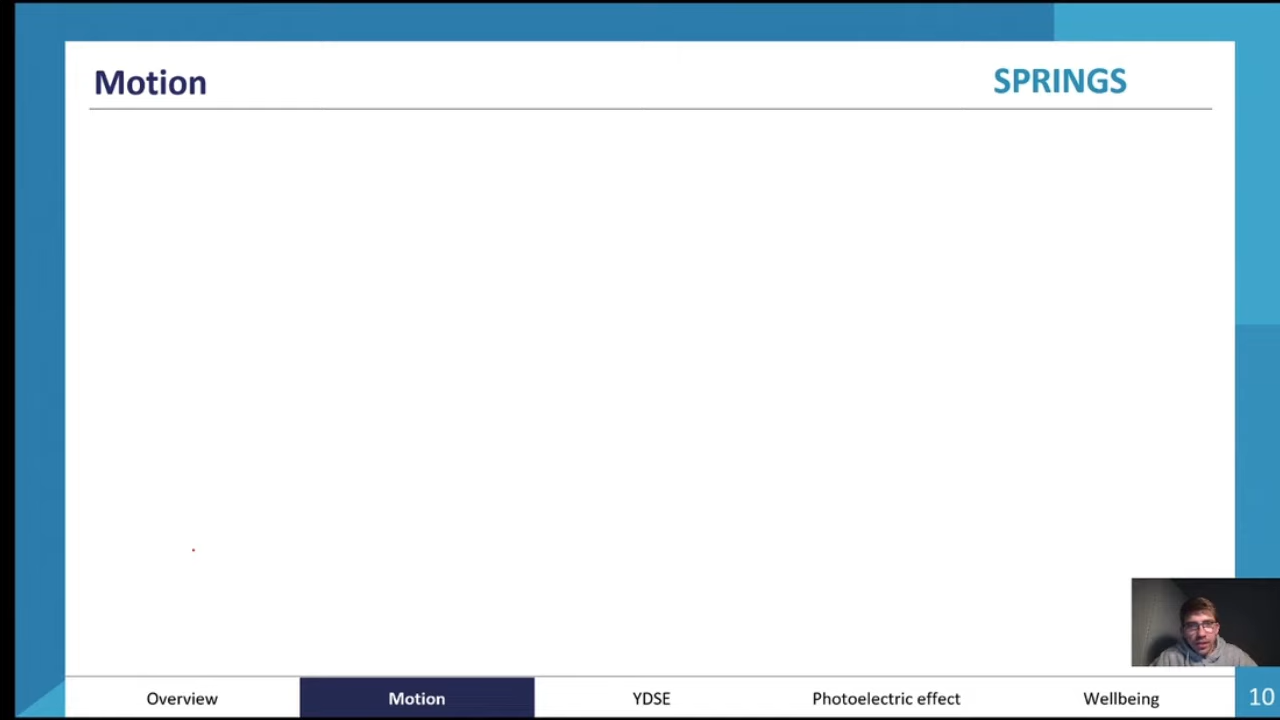 Motion
SPRINGS
Overview
Motion
YDSE
Photoelectric effect
Wellbeing
10